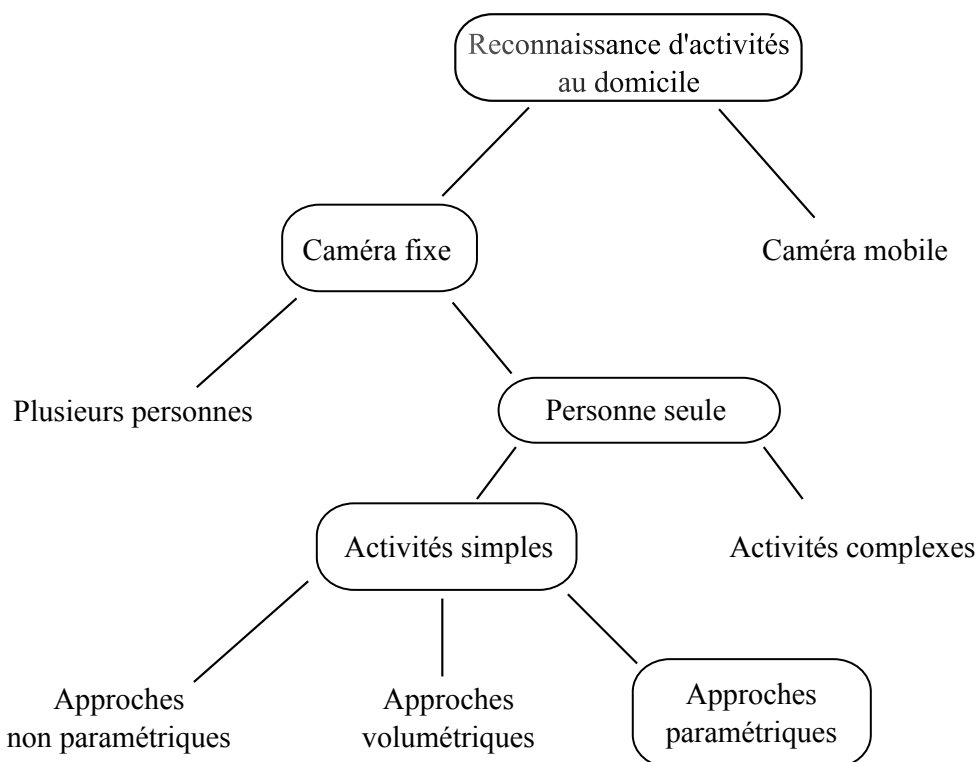 Reconnaissance d'activités
au domicile
Caméra fixe
Caméra mobile
Plusieurs personnes
Personne seule
Activités simples
Activités complexes
Approches
non paramétriques
Approches
volumétriques
Approches
paramétriques